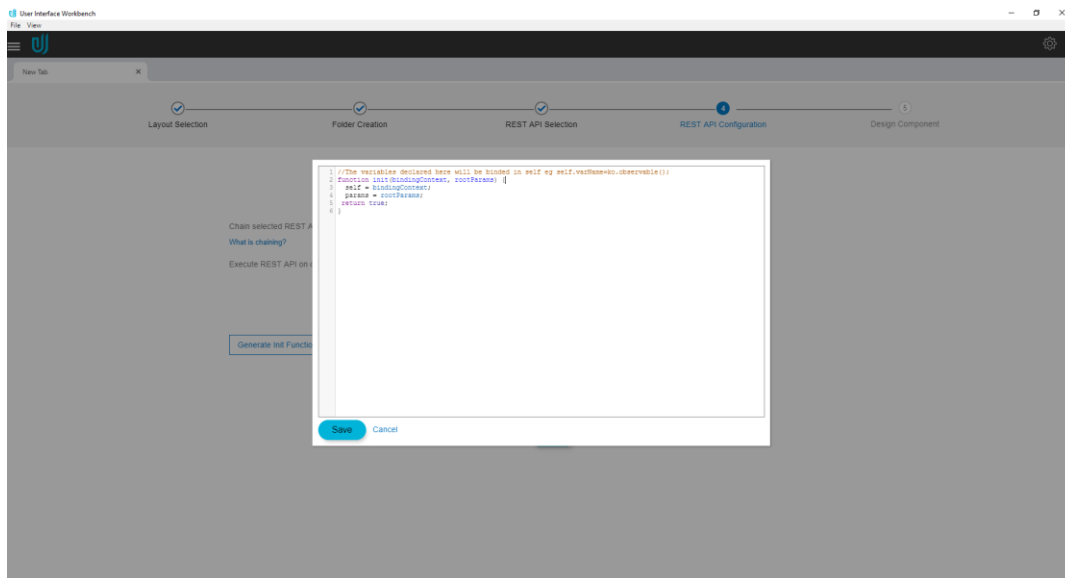 User Interface Workbench
File View
New Tab
Layout Selection
Folder Creation
REST API Selection
4
REST API Configuration
5
Design Component
Chain selected REST A
What is chaining?
Execute REST API on
Generate Init Functio
1 //The variables declared here will be binded in self eg self.varName=ko.observable();
2 function init(bindingContext, rootParams) {
3 self = bindingContext;
4 params = rootParams;
5 return true;
6 }
Save Cancel